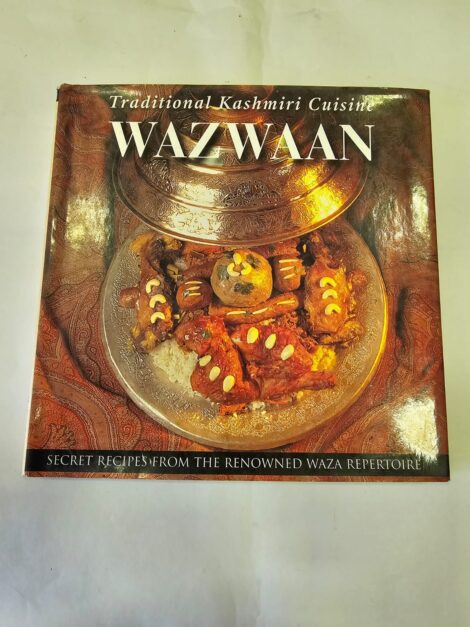 Traditional Kashmiri Cuisine
WAZWAAN
SECRET RECIPES FROM THE RENOWNED WAZA REPERTOIRE